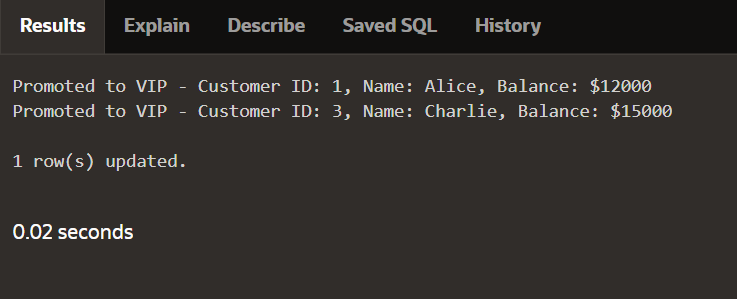 Results Explain Describe Saved SQL History
Promoted to VIP - Customer ID: 1, Name: Alice, Balance: $12000
Promoted to VIP - Customer ID: 3, Name: Charlie, Balance: $15000
1 row(s) updated.
0.02 seconds